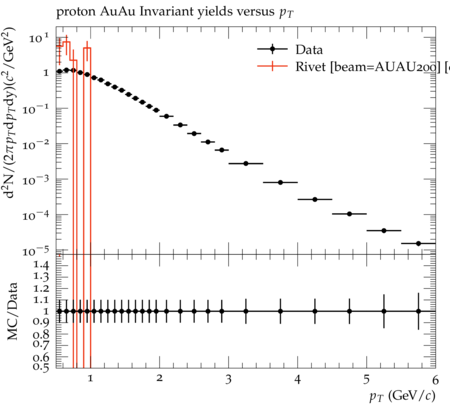 proton AuAu Invariant yields versus p_T
d²N/(2πp_Tdp_Tdy)(c²/GeV²)
Data
Rivet [beam=AUAU200] [
10¹
1
10⁻¹
10⁻²
10⁻³
10⁻⁴
10⁻⁵
MC/Data
1.4
1.3
1.2
1.1
1
0.9
0.8
0.7
0.6
0.5
1 2 3 4 5 6
p_T (GeV/c)